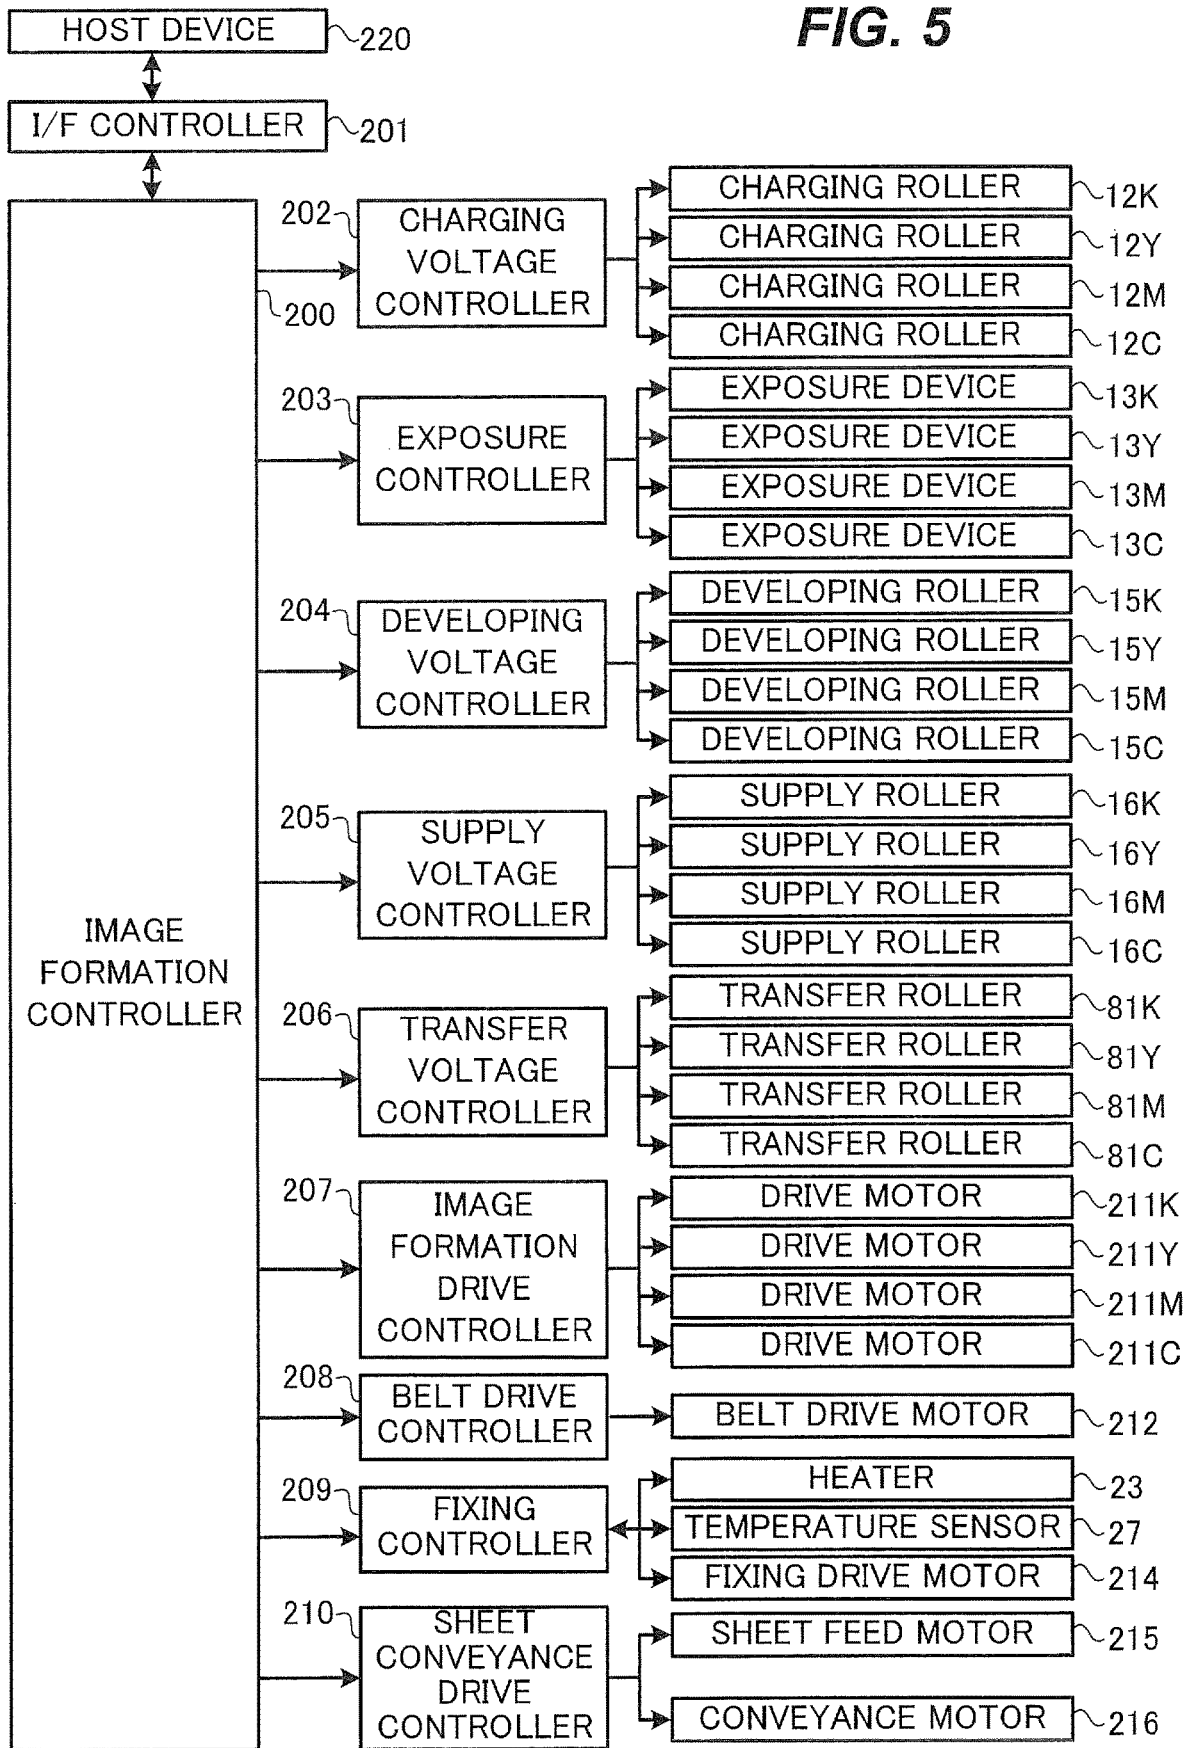 FIG. 5
HOST DEVICE
220
I/F CONTROLLER
201
IMAGE
FORMATION
CONTROLLER
200
202
CHARGING
VOLTAGE
CONTROLLER
CHARGING ROLLER
12K
CHARGING ROLLER
12Y
CHARGING ROLLER
12M
CHARGING ROLLER
12C
203
EXPOSURE
CONTROLLER
EXPOSURE DEVICE
13K
EXPOSURE DEVICE
13Y
EXPOSURE DEVICE
13M
EXPOSURE DEVICE
13C
204
DEVELOPING
VOLTAGE
CONTROLLER
DEVELOPING ROLLER
15K
DEVELOPING ROLLER
15Y
DEVELOPING ROLLER
15M
DEVELOPING ROLLER
15C
205
SUPPLY
VOLTAGE
CONTROLLER
SUPPLY ROLLER
16K
SUPPLY ROLLER
16Y
SUPPLY ROLLER
16M
SUPPLY ROLLER
16C
206
TRANSFER
VOLTAGE
CONTROLLER
TRANSFER ROLLER
81K
TRANSFER ROLLER
81Y
TRANSFER ROLLER
81M
TRANSFER ROLLER
81C
207
IMAGE
FORMATION
DRIVE
CONTROLLER
DRIVE MOTOR
211K
DRIVE MOTOR
211Y
DRIVE MOTOR
211M
DRIVE MOTOR
211C
208
BELT DRIVE
CONTROLLER
BELT DRIVE MOTOR
212
209
FIXING
CONTROLLER
HEATER
23
TEMPERATURE SENSOR
27
FIXING DRIVE MOTOR
214
210
SHEET
CONVEYANCE
DRIVE
CONTROLLER
SHEET FEED MOTOR
215
CONVEYANCE MOTOR
216